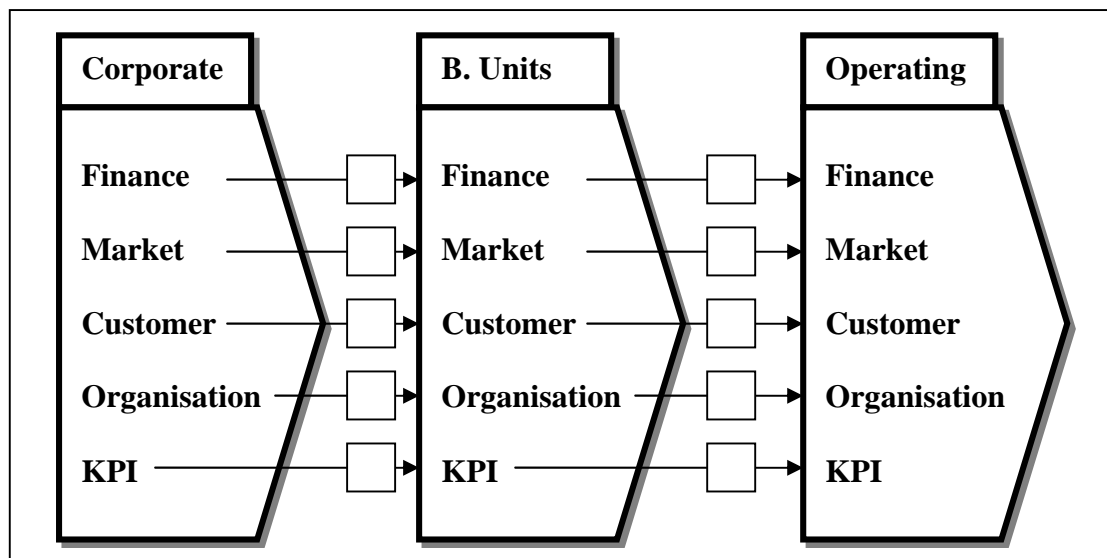 Corporate
B. Units
Operating
Finance
Finance
Finance
Market
Market
Market
Customer
Customer
Customer
Organisation
Organisation
Organisation
KPI
KPI
KPI